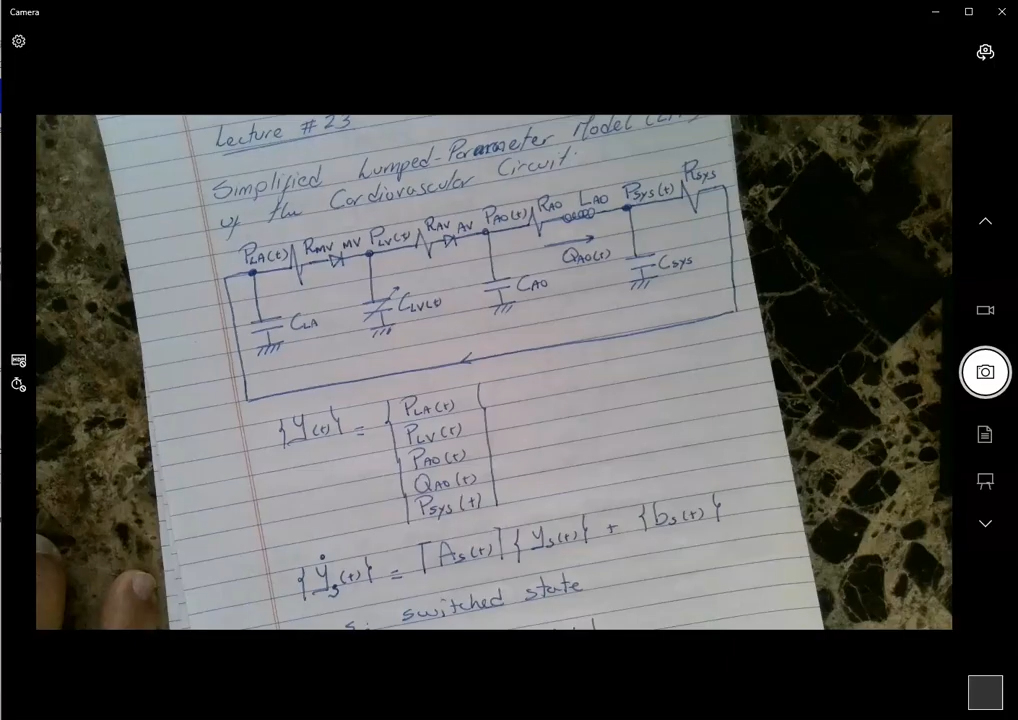 Camera
Lecture # 23
Simplified Lumped-Parameter Model
of the Cardiovascular Circuit.
PLA(t) RMV MV PLV(t) RAV AV PAO(t) RAO LAO PSYS(t) RSYS
QAO(t)
CLA CLV(t) CAO CSYS
{Y(t)} = { PLA(t)
PLV(t)
PAO(t)
QAO(t)
PSYS(t) }
{Ẏs(t)} = [As(t)] {Ys(t)} + {bs(t)}
s: switched state